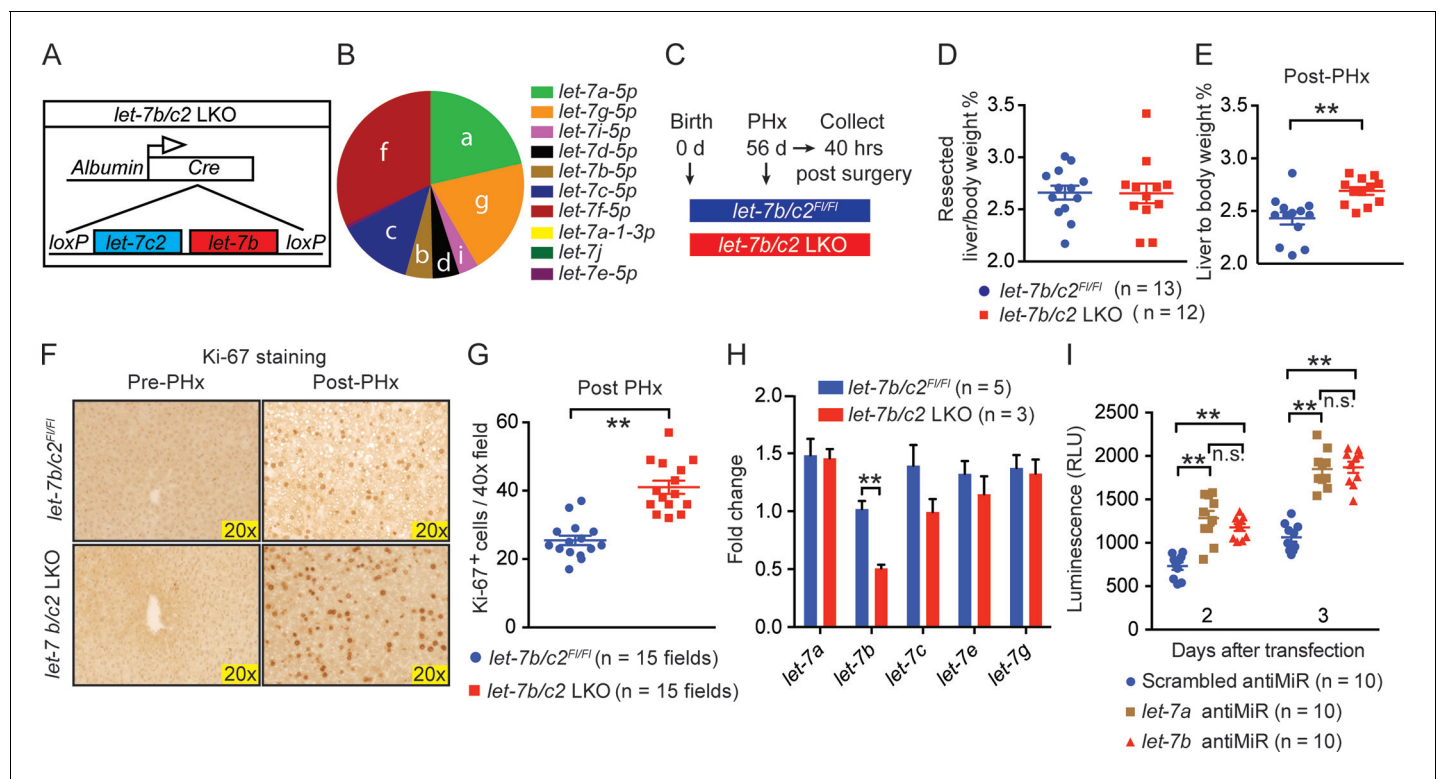 A
let-7b/c2 LKO
Albumin
Cre
loxP
let-7c2
let-7b
loxP
B
f
a
g
c
b
d
i
let-7a-5p
let-7g-5p
let-7i-5p
let-7d-5p
let-7b-5p
let-7c-5p
let-7f-5p
let-7a-1-3p
let-7j
let-7e-5p
C
Birth PHx Collect
0 d 56 d 40 hrs
post surgery
let-7b/c2Fl/Fl
let-7b/c2 LKO
D
Resected
liver/body weight %
3.5
3.0
2.5
2.0
let-7b/c2Fl/Fl (n = 13)
let-7b/c2 LKO ( n = 12)
E
Post-PHx
Liver to body weight %
3.5
3.0
2.5
2.0
**
F
Ki-67 staining
Pre-PHx Post-PHx
let-7b/c2Fl/Fl
20x 20x
let-7 b/c2 LKO
20x 20x
G
Post PHx
Ki-67+ cells / 40x field
60
40
20
0
**
let-7b/c2Fl/Fl (n = 15 fields)
let-7b/c2 LKO (n = 15 fields)
H
let-7b/c2Fl/Fl (n = 5)
let-7b/c2 LKO (n = 3)
Fold change
2.0
1.5
1.0
0.5
0.0
**
let-7a
let-7b
let-7c
let-7e
let-7g
I
Luminescence (RLU)
2500
2000
1500
1000
500
0
**
**
n.s.
**
**
n.s.
2 3
Days after transfection
Scrambled antiMiR (n = 10)
let-7a antiMiR (n = 10)
let-7b antiMiR (n = 10)